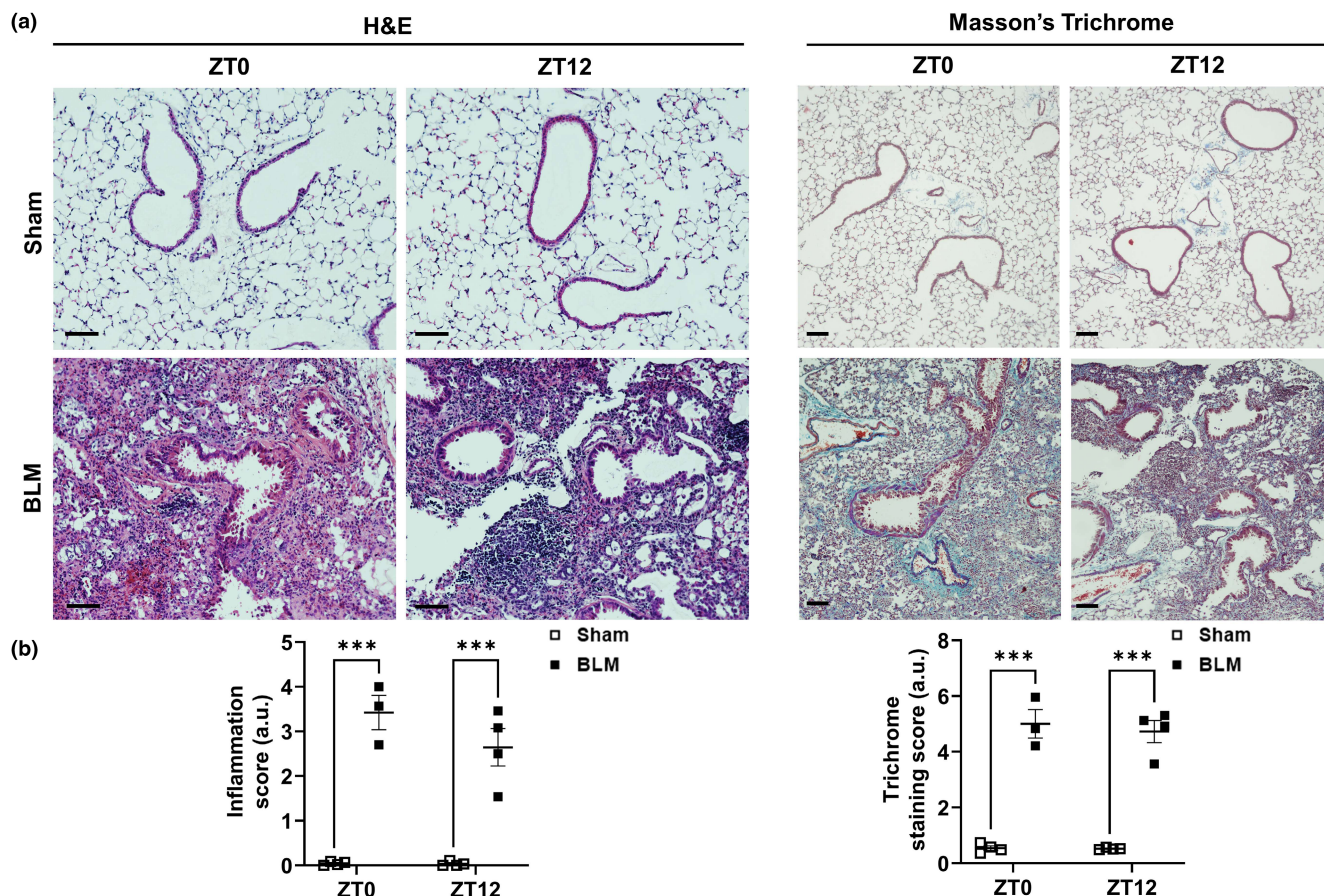 (a)
H&E
Masson's Trichrome
ZT0
ZT12
ZT0
ZT12
Sham
BLM
(b)
Inflammation
score (a.u.)
5
4
3
2
1
0
***
***
Sham
BLM
ZT0
ZT12
Trichrome
staining score (a.u.)
8
6
4
2
0
***
***
Sham
BLM
ZT0
ZT12